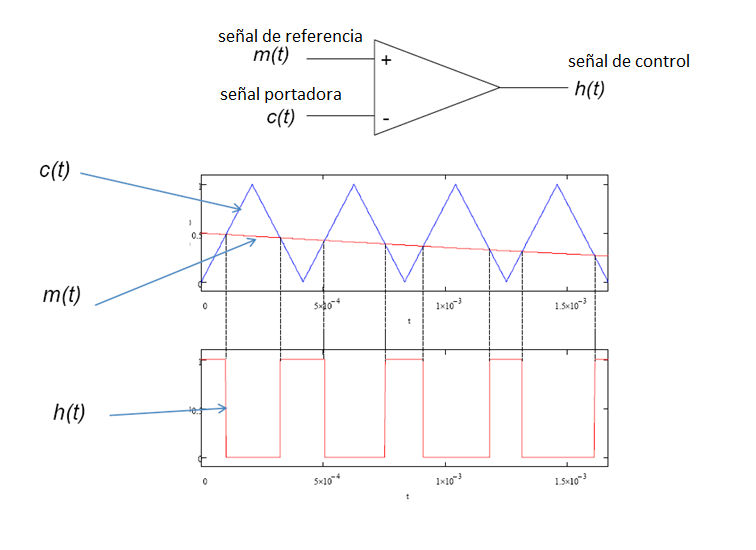 señal de referencia
m(t)
+
señal de control
h(t)
señal portadora
c(t)
-
c(t)
1
0.5
0
m(t)
0 5×10⁻⁴ 1×10⁻³ 1.5×10⁻³
t
1
0.5
0
h(t)
0 5×10⁻⁴ 1×10⁻³ 1.5×10⁻³
t